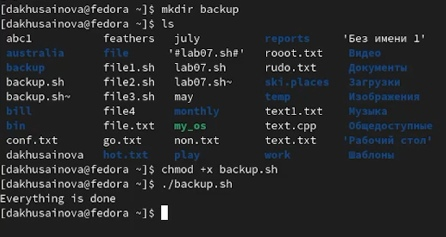 [dakhusainova@fedora ~]$ mkdir backup
[dakhusainova@fedora ~]$ ls
abc1 feathers july reports 'Без имени 1'
australia file '#lab07.sh#' rooot.txt Видео
backup file1.sh lab07.sh rudo.txt Документы
backup.sh file2.sh lab07.sh~ ski.places Загрузки
backup.sh~ file3.sh may temp Изображения
bill file4 monthly text1.txt Музыка
bin file.txt my_os text.cpp Общедоступные
conf.txt go.txt non.txt text.txt 'Рабочий стол'
dakhusainova hot.txt play work Шаблоны
[dakhusainova@fedora ~]$ chmod +x backup.sh
[dakhusainova@fedora ~]$ ./backup.sh
Everything is done
[dakhusainova@fedora ~]$